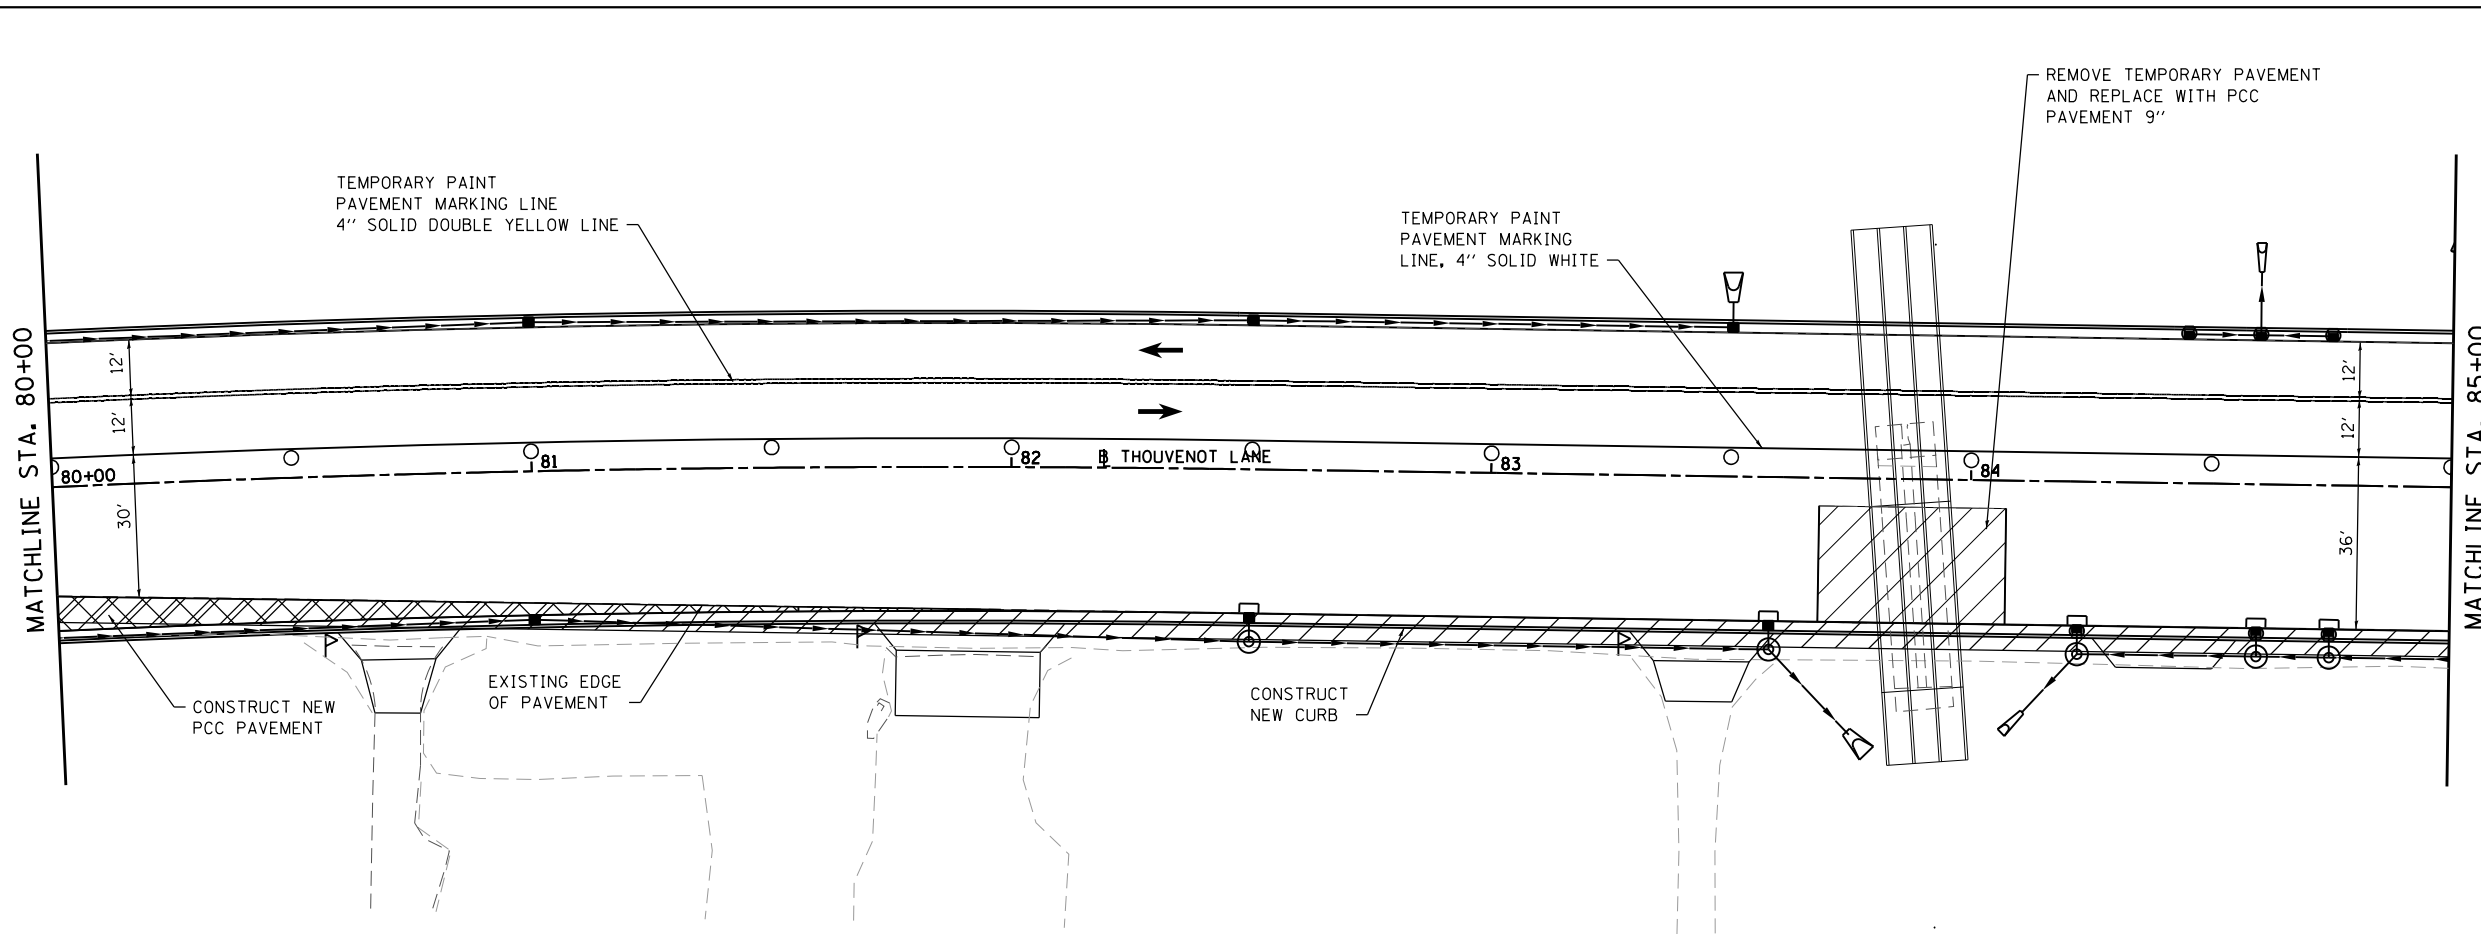 REMOVE TEMPORARY PAVEMENT
AND REPLACE WITH PCC
PAVEMENT 9''
TEMPORARY PAINT
PAVEMENT MARKING LINE
4'' SOLID DOUBLE YELLOW LINE
TEMPORARY PAINT
PAVEMENT MARKING
LINE, 4'' SOLID WHITE
MATCHLINE STA. 80+00
12'
12'
30'
80+00
81
82
B THOUVENOT LANE
83
84
12'
12'
36'
MATCHLINE STA. 85+00
CONSTRUCT NEW
PCC PAVEMENT
EXISTING EDGE
OF PAVEMENT
CONSTRUCT
NEW CURB